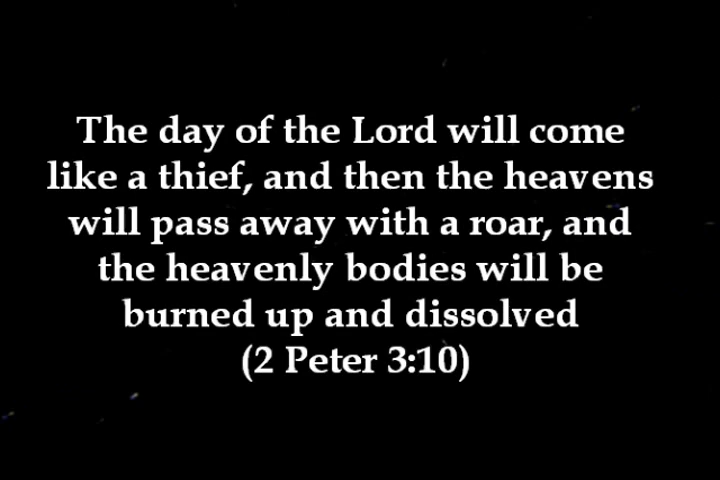 The day of the Lord will come
like a thief, and then the heavens
will pass away with a roar, and
the heavenly bodies will be
burned up and dissolved
(2 Peter 3:10)